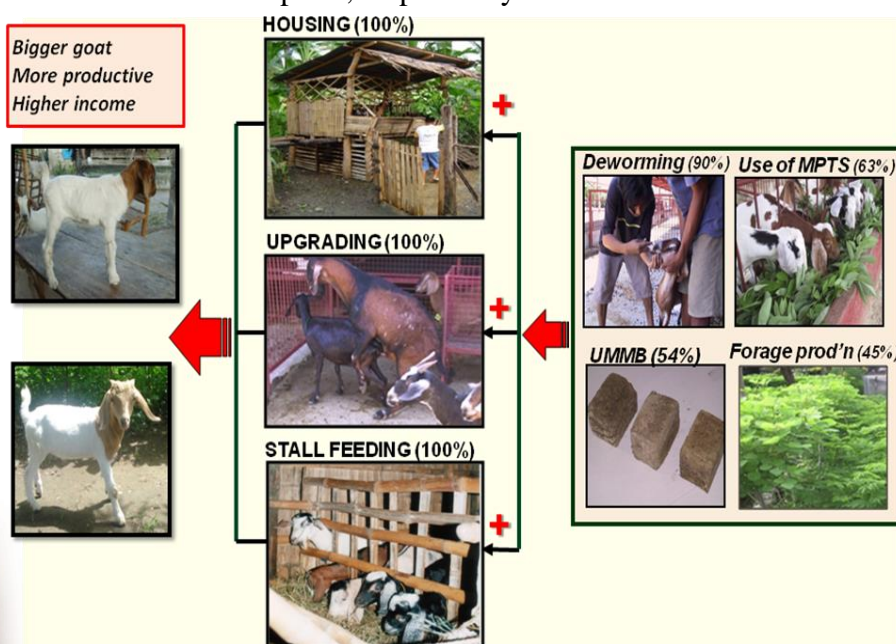 HOUSING (100%)
Bigger goat
More productive
Higher income
UPGRADING (100%)
STALL FEEDING (100%)
+
+
+
Deworming (90%)
Use of MPTS (63%)
UMMB (54%)
Forage prod'n (45%)